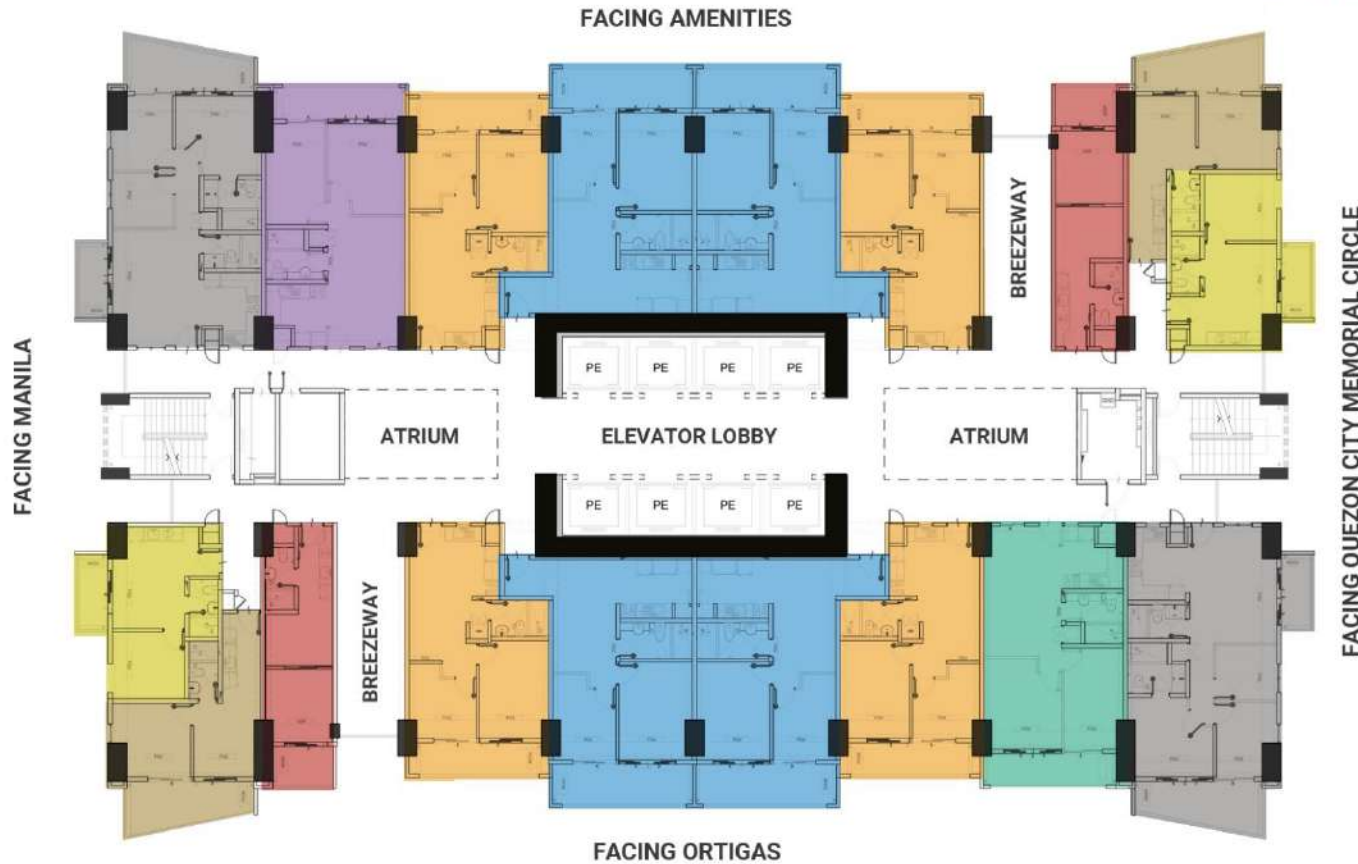 FACING AMENITIES
BREEZEWAY
FACING MANILA
FACING QUEZON CITY MEMORIAL CIRCLE
PE PE PE PE
ATRIUM ELEVATOR LOBBY ATRIUM
PE PE PE PE
BREEZEWAY
FACING ORTIGAS